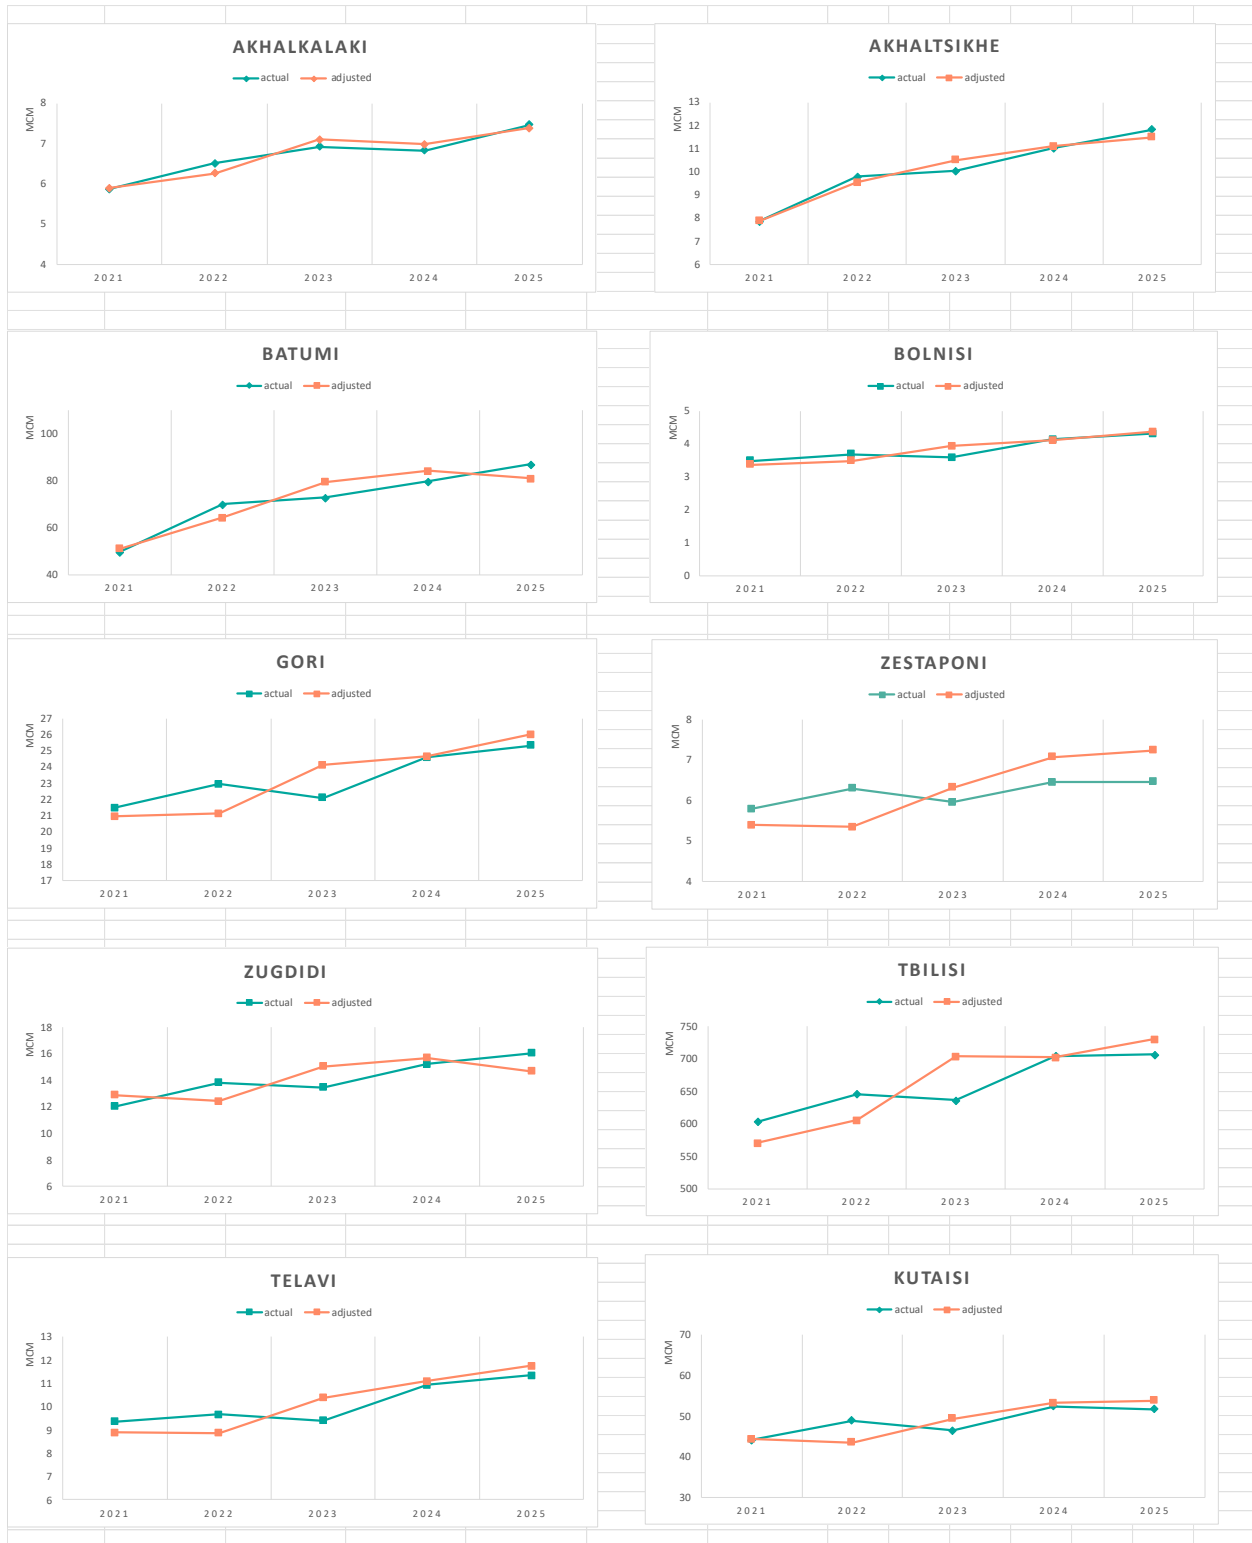 AKHALKALAKI
actual adjusted
MCM
8
7
6
5
4
2021 2022 2023 2024 2025
AKHALTSIKHE
actual adjusted
MCM
13
12
11
10
9
8
7
6
2021 2022 2023 2024 2025
BATUMI
actual adjusted
MCM
100
80
60
40
2021 2022 2023 2024 2025
BOLNISI
actual adjusted
MCM
5
4
3
2
1
0
2021 2022 2023 2024 2025
GORI
actual adjusted
MCM
27
26
25
24
23
22
21
20
19
18
17
2021 2022 2023 2024 2025
ZESTAPONI
actual adjusted
MCM
8
7
6
5
4
2021 2022 2023 2024 2025
ZUGDIDI
actual adjusted
MCM
18
16
14
12
10
8
6
2021 2022 2023 2024 2025
TBILISI
actual adjusted
MCM
750
700
650
600
550
500
2021 2022 2023 2024 2025
TELAVI
actual adjusted
MCM
13
12
11
10
9
8
7
6
2021 2022 2023 2024 2025
KUTAISI
actual adjusted
MCM
70
60
50
40
30
2021 2022 2023 2024 2025